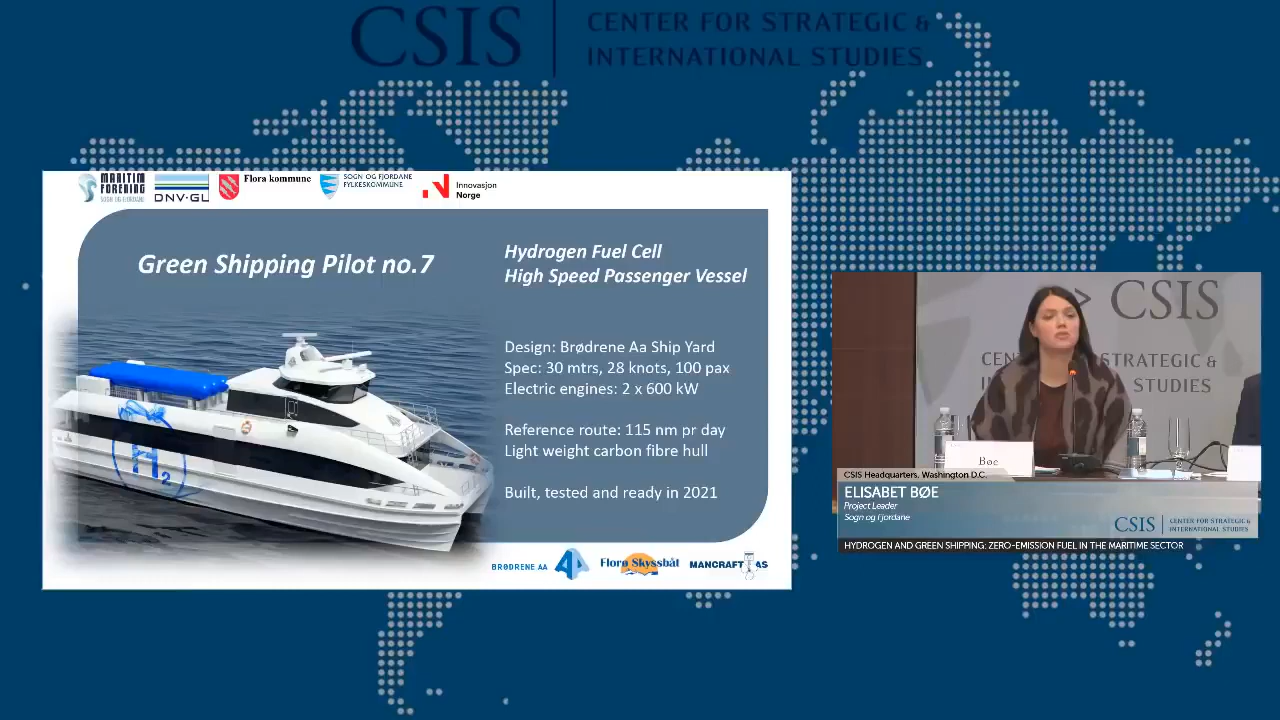 CSIS
CENTER FOR STRATEGIC &
INTERNATIONAL STUDIES
MARITIM
FORENING
SOGN OG FJORDANE
DNV·GL
Flora kommune
SOGN OG FJORDANE
FYLKESKOMMUNE
Innovasjon
Norge
Green Shipping Pilot no.7
Hydrogen Fuel Cell
High Speed Passenger Vessel
Design: Brødrene Aa Ship Yard
Spec: 30 mtrs, 28 knots, 100 pax
Electric engines: 2 x 600 kW
Reference route: 115 nm pr day
Light weight carbon fibre hull
Built, tested and ready in 2021
H2
BRØDRENE AA
Florø Skyssbåt
MANCRAFT AS
CSIS
STRATEGIC &
STUDIES
Bøe
CSIS Headquarters, Washington D.C.
ELISABET BØE
Project Leader
Sogn og Fjordane
CSIS
CENTER FOR STRATEGIC &
INTERNATIONAL STUDIES
HYDROGEN AND GREEN SHIPPING: ZERO-EMISSION FUEL IN THE MARITIME SECTOR